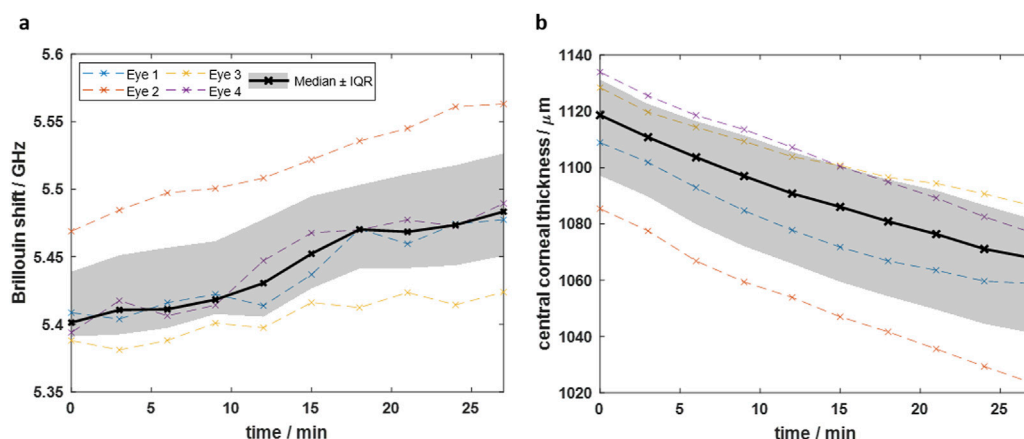 a
5.6
5.55
5.5
5.45
5.4
5.35
Brillouin shift / GHz
Eye 1
Eye 3
Median ± IQR
Eye 2
Eye 4
0
5
10
15
20
25
time / min
b
1140
1120
1100
1080
1060
1040
1020
central corneal thickness / μm
0
5
10
15
20
25
time / min